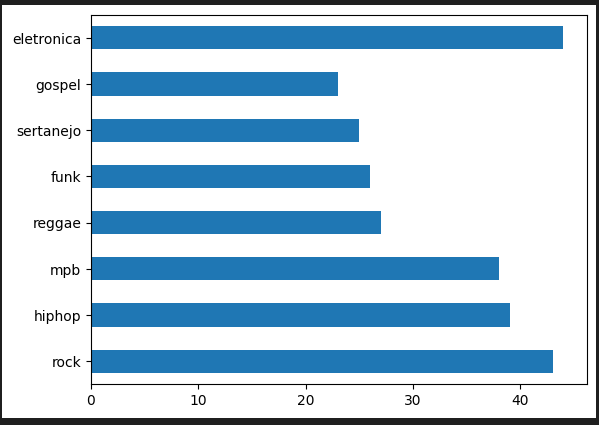 eletronica
gospel
sertanejo
funk
reggae
mpb
hiphop
rock
0 10 20 30 40